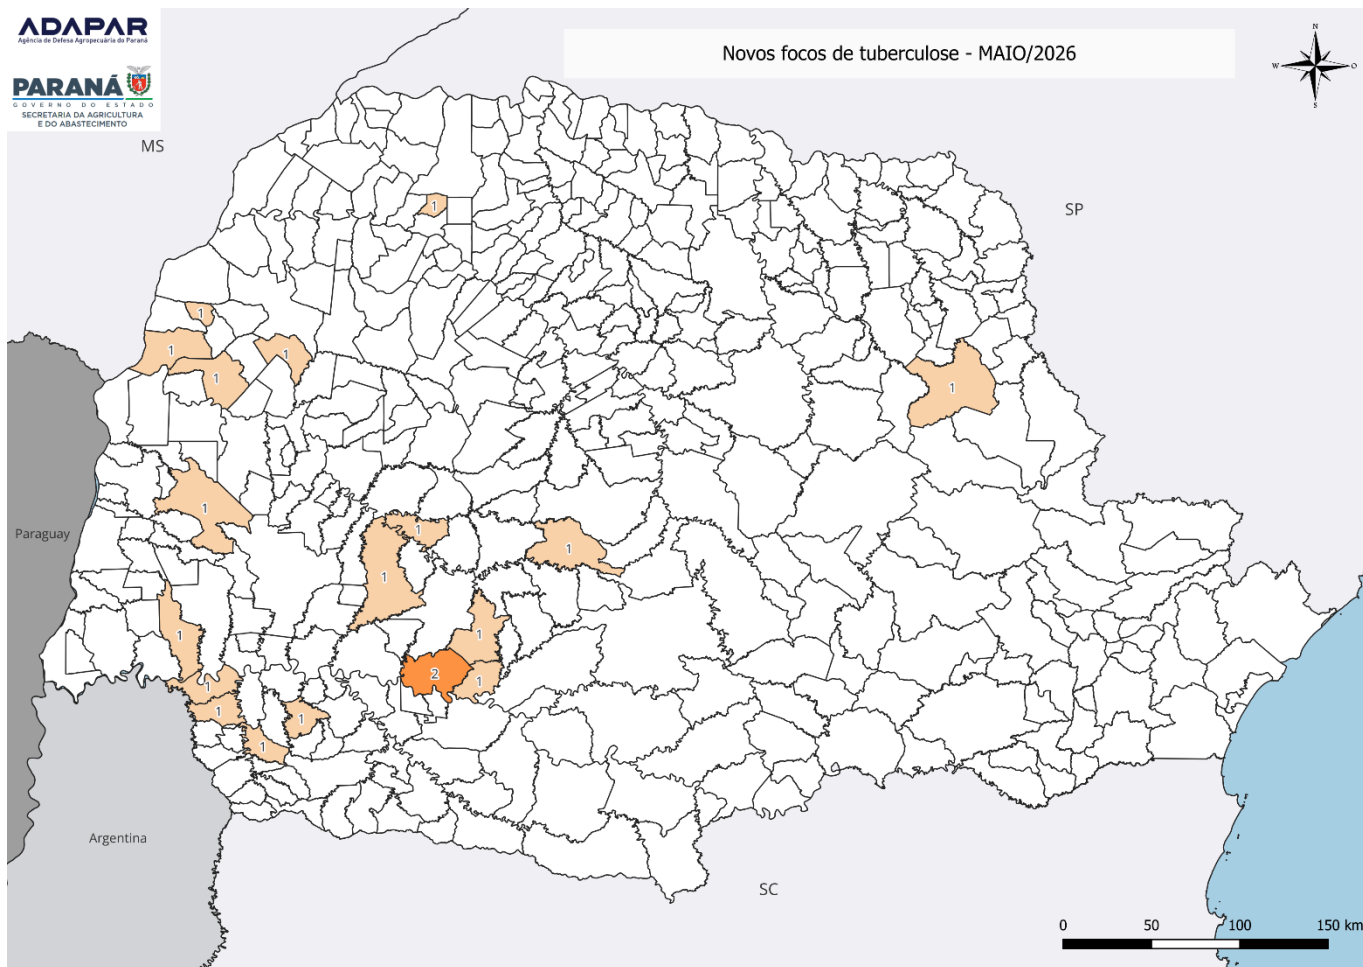 ADAPAR
Agência de Defesa Agropecuária do Paraná
PARANÁ
GOVERNO DO ESTADO
SECRETARIA DA AGRICULTURA
E DO ABASTECIMENTO
Novos focos de tuberculose - MAIO/2026
N
W
O
S
MS
SP
1
1
1
1
1
1
1
1
1
1
1
1
2
1
1
1
1
1
Paraguay
Argentina
SC
0
50
100
150 km